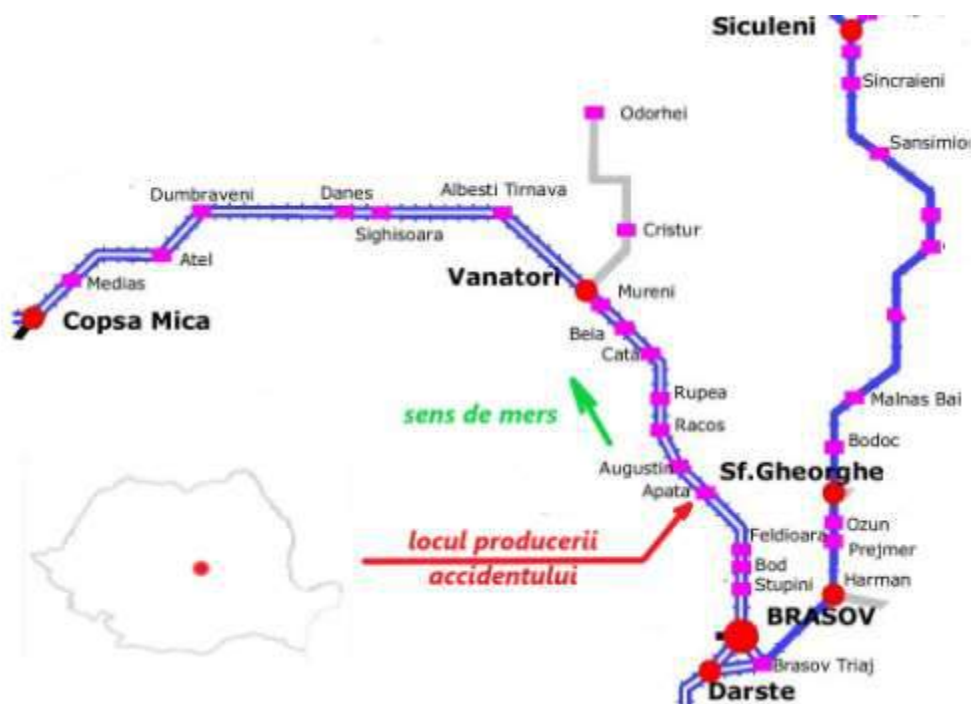 Siculeni
Sincraieni
Odorhei
Sansimion
Dumbraveni
Danes
Albesti Tirnava
Sighisoara
Cristur
Atel
Vanatori
Medias
Mureni
Copsa Mica
Bela
Cata
Rupea
Malnas Bai
sens de mers
Racos
Bodoc
Augustin
Sf.Gheorghe
Apata
Ozun
locul producerii
Feldioara
Prejmer
accidentului
Bod
Harman
Stupini
BRASOV
Brasov Triaj
Darste